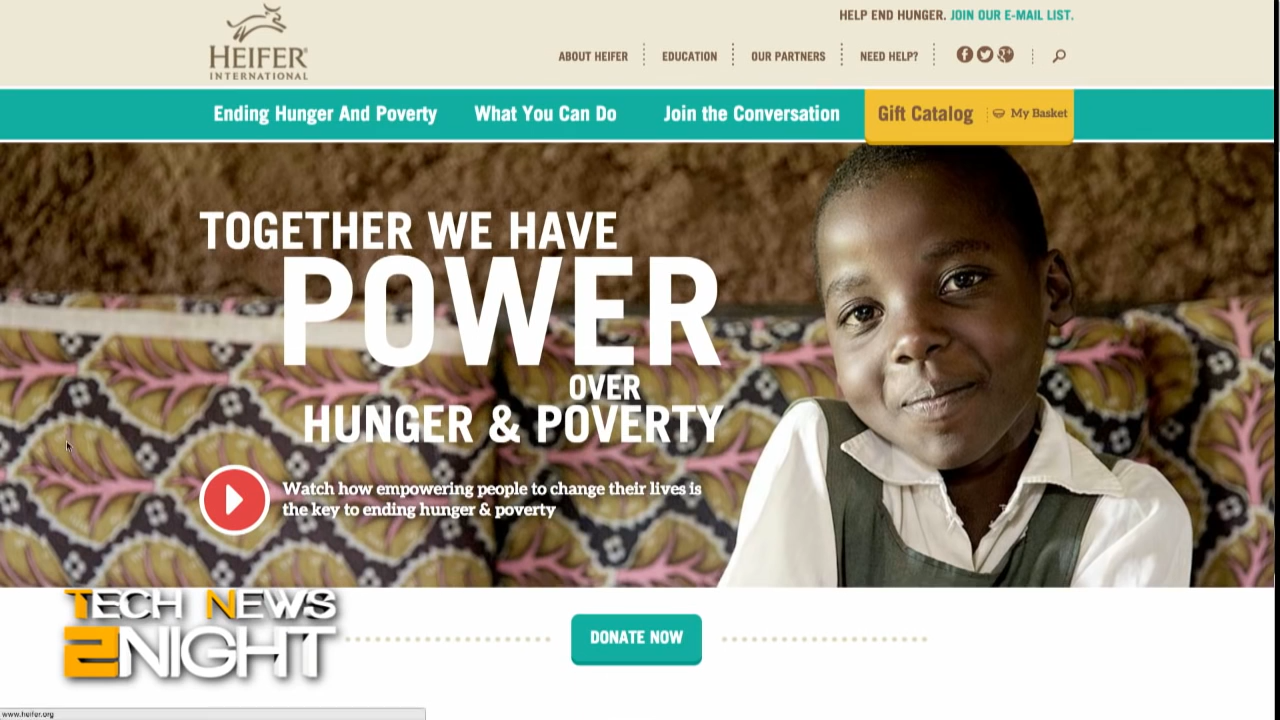 HELP END HUNGER. JOIN OUR E-MAIL LIST.
HEIFER®
INTERNATIONAL
ABOUT HEIFER EDUCATION OUR PARTNERS NEED HELP?
Ending Hunger And Poverty What You Can Do Join the Conversation Gift Catalog My Basket
TOGETHER WE HAVE
POWER
OVER
HUNGER & POVERTY
Watch how empowering people to change their lives is
the key to ending hunger & poverty
TECH NEWS
2NIGHT
DONATE NOW
www.heifer.org